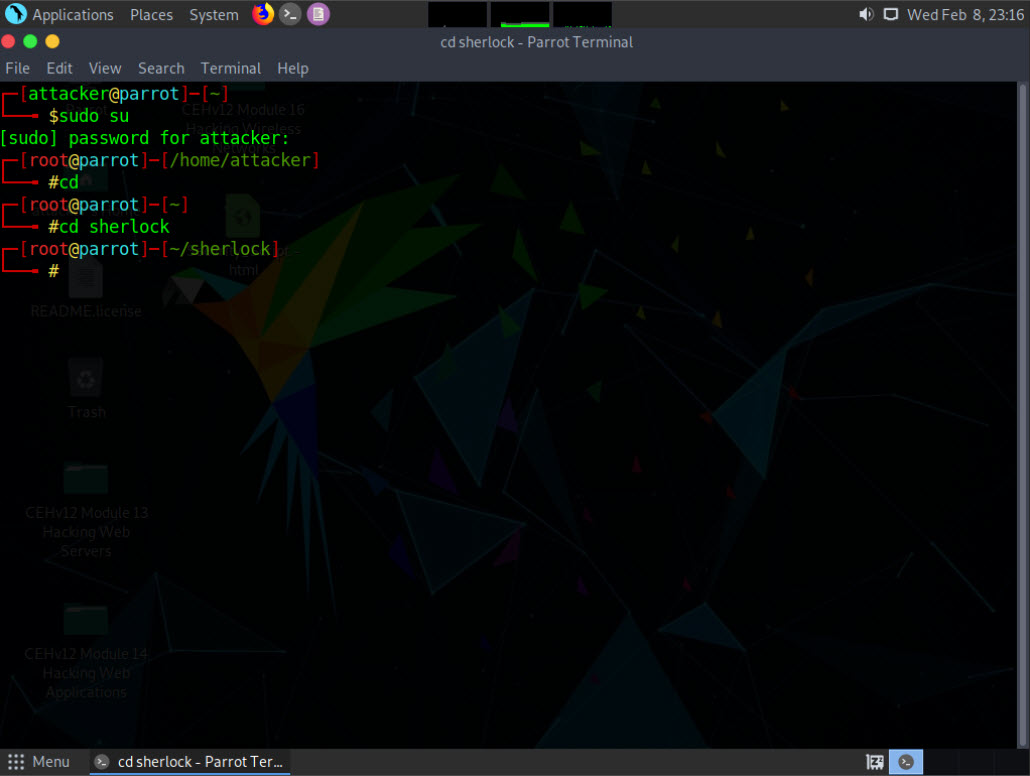 Applications Places System Wed Feb 8, 23:16
cd sherlock - Parrot Terminal
File Edit View Search Terminal Help
[attacker@parrot]─[~]
$sudo su
[sudo] password for attacker:
[root@parrot]─[/home/attacker]
#cd
[root@parrot]─[~]
#cd sherlock
[root@parrot]─[~/sherlock]
#
CEHv12 Module 16
Hacking Wireless
Networks
html
README.license
Trash
CEHv12 Module 13
Hacking Web
Servers
CEHv12 Module 14
Hacking Web
Applications
Menu cd sherlock - Parrot Ter...